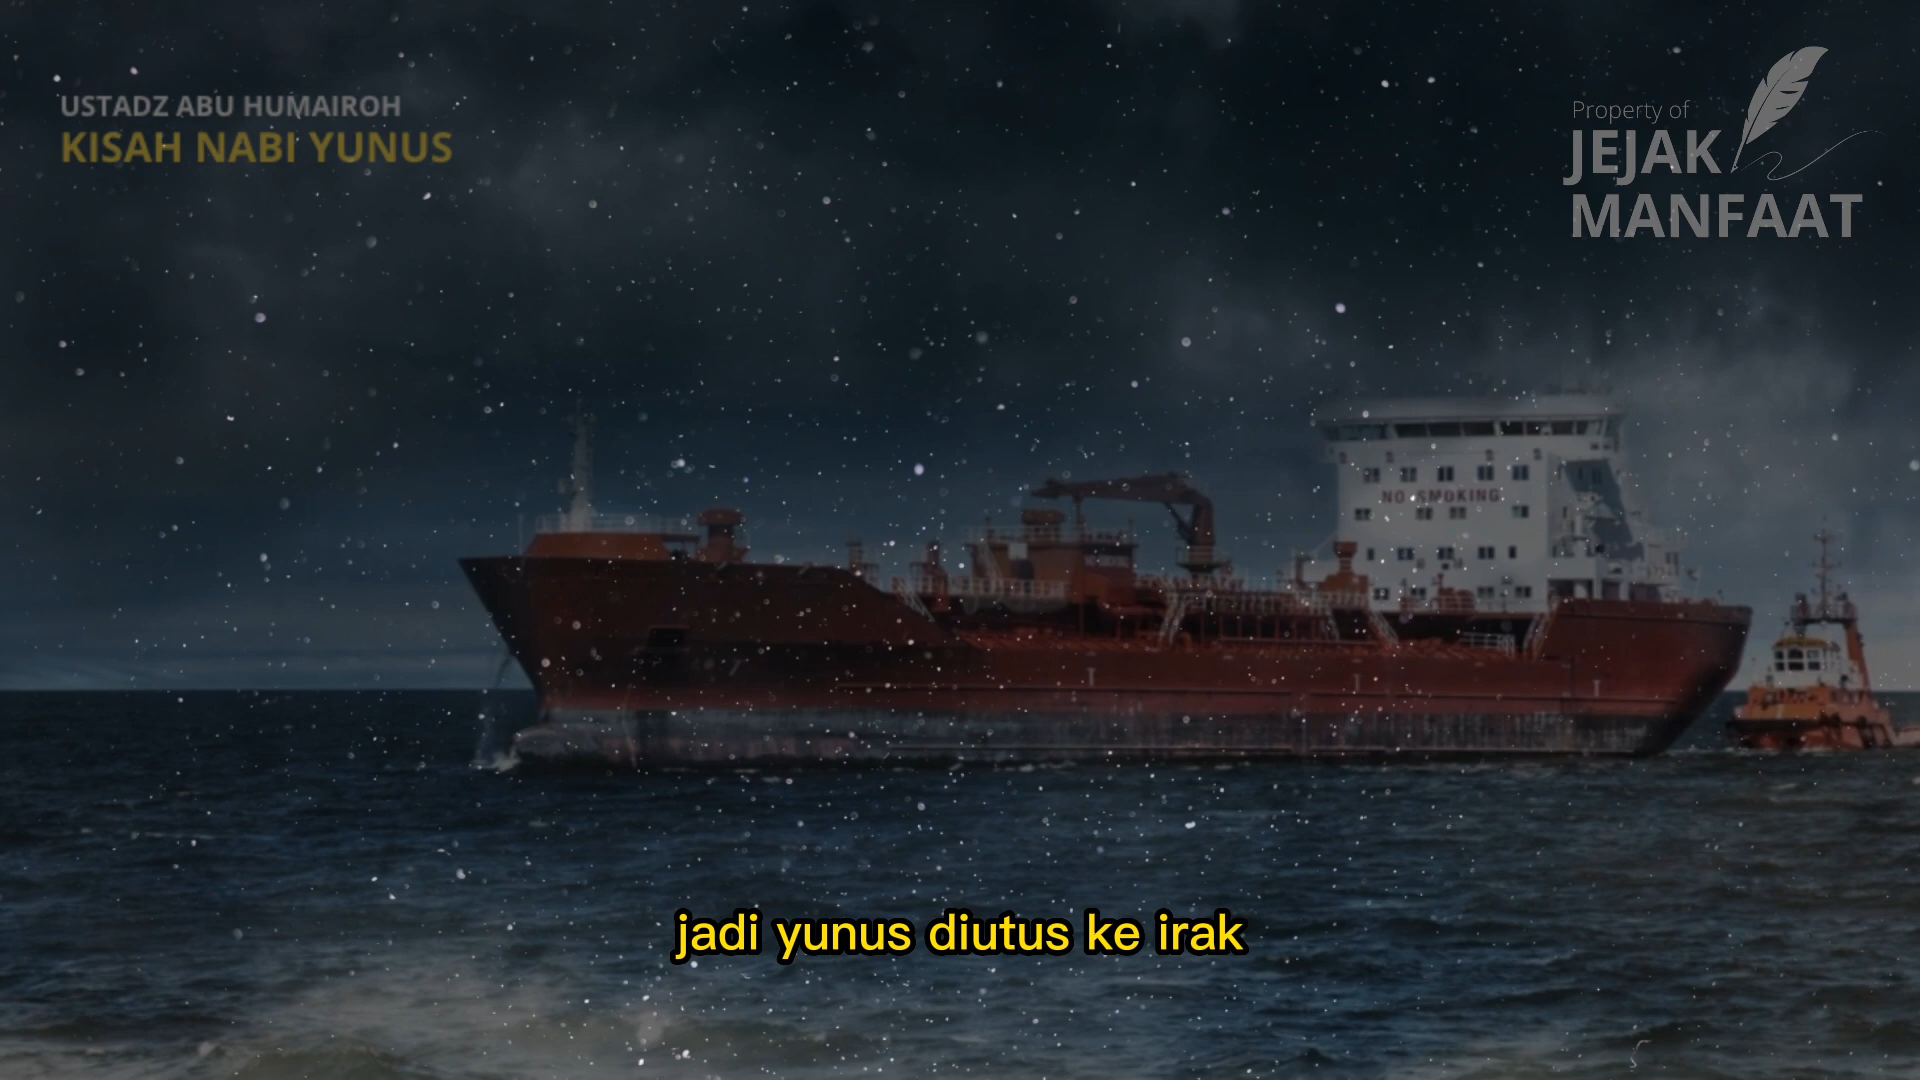 USTADZ ABU HUMAIROH
KISAH NABI YUNUS
Property of
JEJAK
MANFAAT
NO SMOKING
jadi yunus diutus ke irak